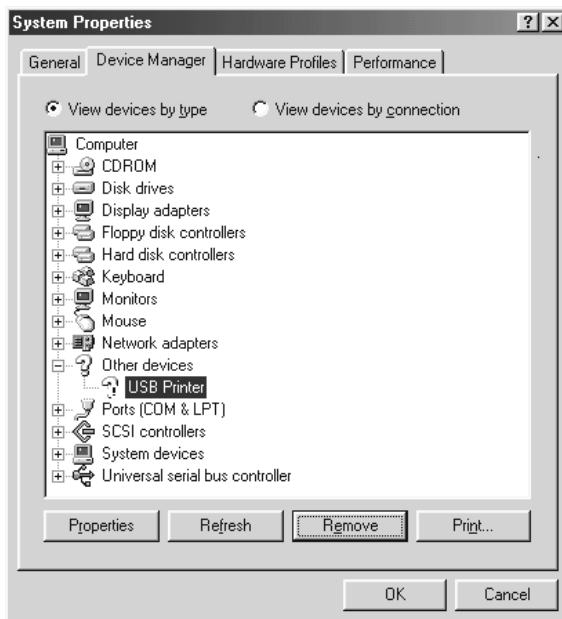 System Properties
General Device Manager Hardware Profiles Performance
View devices by type View devices by connection
Computer
CDROM
Disk drives
Display adapters
Floppy disk controllers
Hard disk controllers
Keyboard
Monitors
Mouse
Network adapters
Other devices
USB Printer
Ports (COM & LPT)
SCSI controllers
System devices
Universal serial bus controller
Properties Refresh Remove Print...
OK Cancel